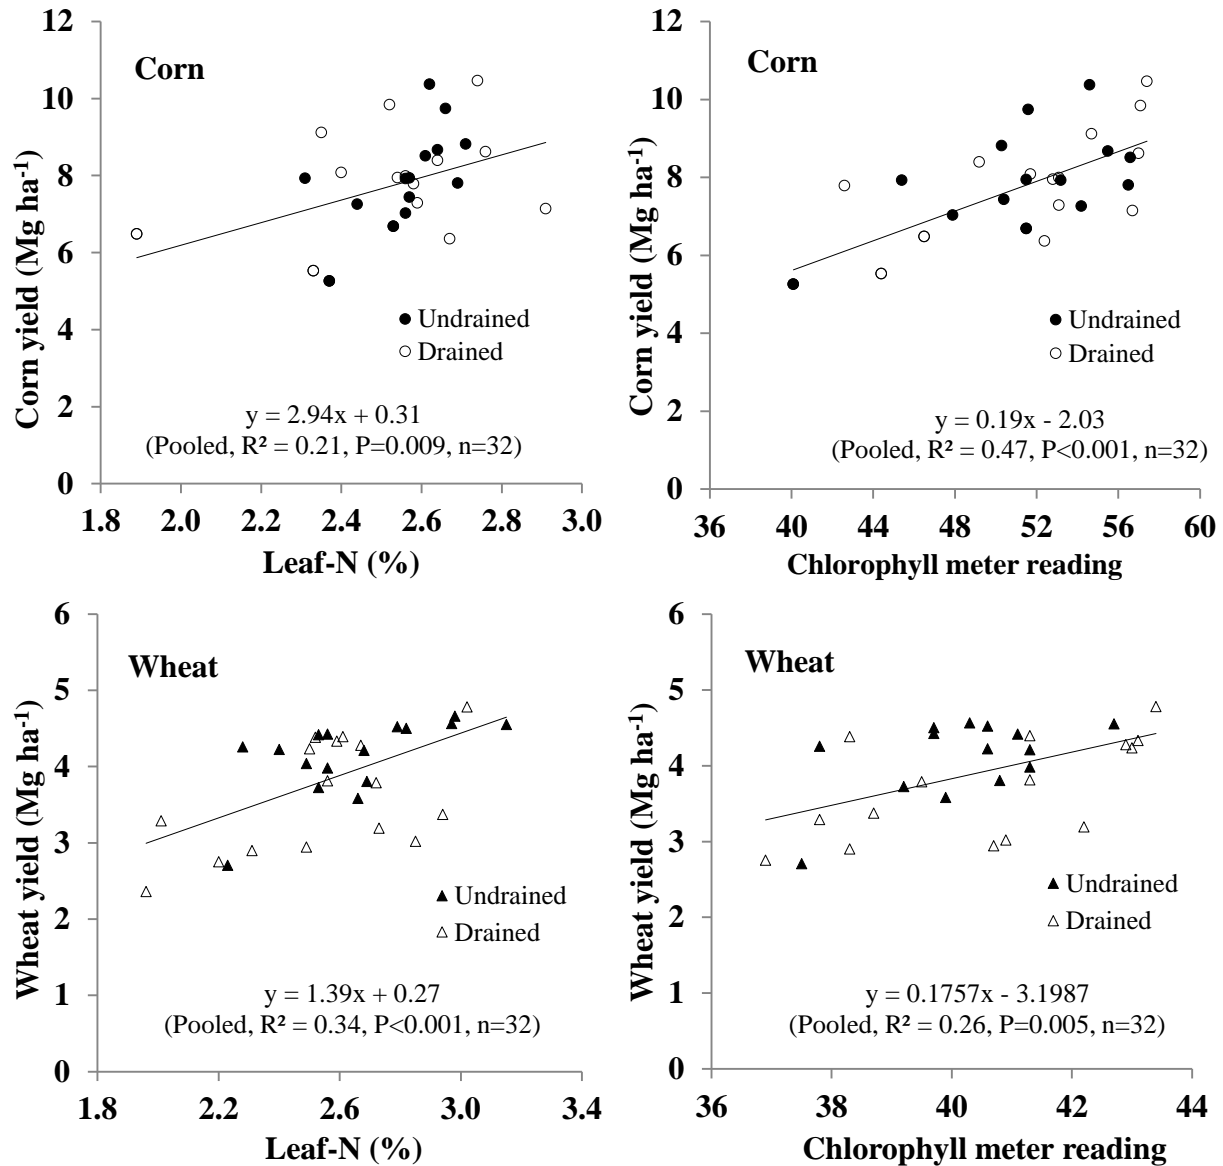 12
10
8
6
4
2
0
Corn yield (Mg ha⁻¹)
Corn
Undrained
Drained
y = 2.94x + 0.31
(Pooled, R² = 0.21, P=0.009, n=32)
1.8 2.0 2.2 2.4 2.6 2.8 3.0
Leaf-N (%)
12
10
8
6
4
2
0
Corn yield (Mg ha⁻¹)
Corn
Undrained
Drained
y = 0.19x - 2.03
(Pooled, R² = 0.47, P<0.001, n=32)
36 40 44 48 52 56 60
Chlorophyll meter reading
6
5
4
3
2
1
0
Wheat yield (Mg ha⁻¹)
Wheat
Undrained
Drained
y = 1.39x + 0.27
(Pooled, R² = 0.34, P<0.001, n=32)
1.8 2.2 2.6 3.0 3.4
Leaf-N (%)
6
5
4
3
2
1
0
Wheat yield (Mg ha⁻¹)
Wheat
Undrained
Drained
y = 0.1757x - 3.1987
(Pooled, R² = 0.26, P=0.005, n=32)
36 38 40 42 44
Chlorophyll meter reading